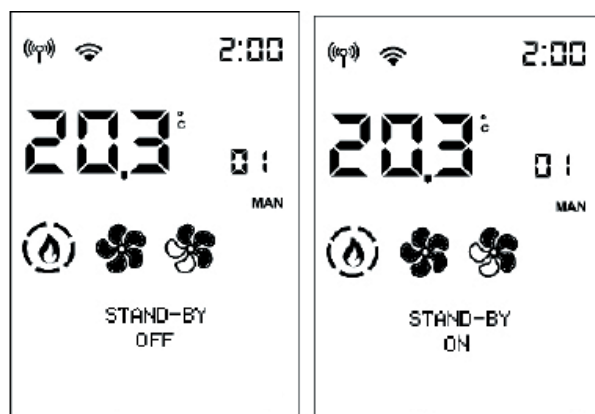 2:00
20.3 °C
01
MAN
STAND-BY
OFF
2:00
20.3 °C
01
MAN
STAND-BY
ON